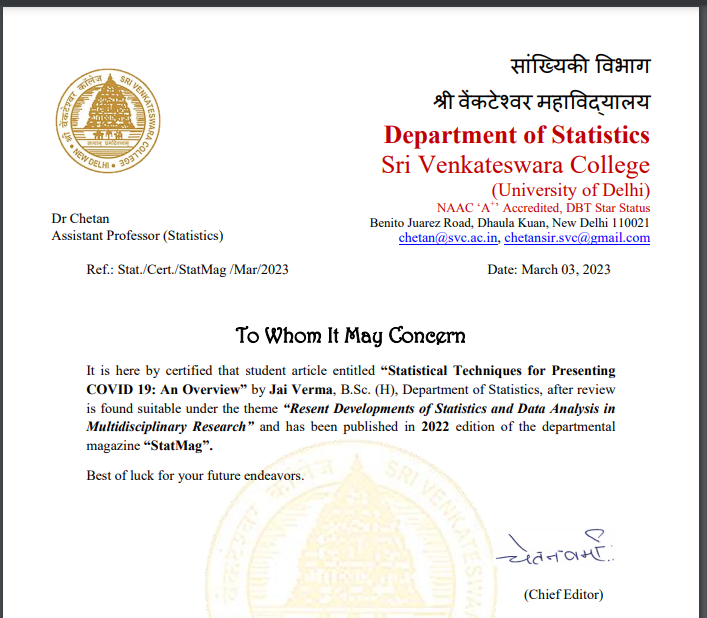 सांख्यिकी विभाग
श्री वेंकटेश्वर महाविद्यालय
Department of Statistics
Sri Venkateswara College
(University of Delhi)
NAAC ‘A+’ Accredited, DBT Star Status
Benito Juarez Road, Dhaula Kuan, New Delhi 110021
chetan@svc.ac.in, chetansir.svc@gmail.com
श्री वेंकटेश्वर कॉलेज • SRI VENKATESWARA COLLEGE • NEW DELHI •
Dr Chetan
Assistant Professor (Statistics)
Ref.: Stat./Cert./StatMag /Mar/2023 Date: March 03, 2023
To Whom It May Concern
It is here by certified that student article entitled “Statistical Techniques for Presenting
COVID 19: An Overview” by Jai Verma, B.Sc. (H), Department of Statistics, after review
is found suitable under the theme “Resent Developments of Statistics and Data Analysis in
Multidisciplinary Research” and has been published in 2022 edition of the departmental
magazine “StatMag”.
Best of luck for your future endeavors.
चेतन वर्मा
(Chief Editor)